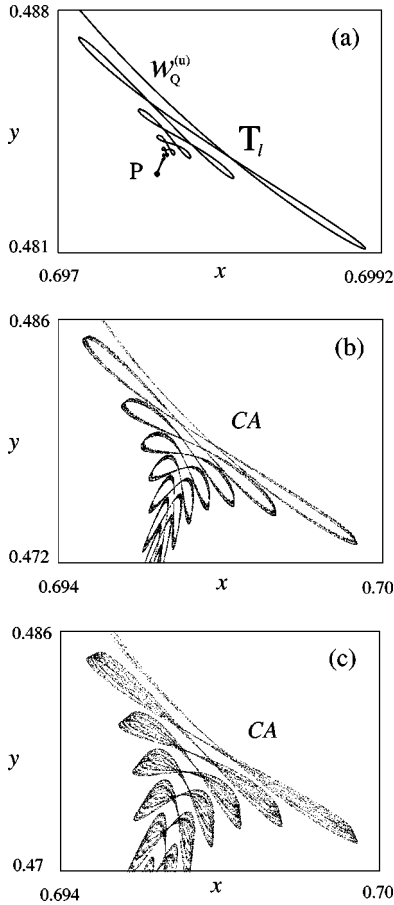 0.488
(a)
W_Q^(u)
y
T_l
P
0.481
0.697
x
0.6992
0.486
(b)
CA
y
0.472
0.694
x
0.70
0.486
(c)
CA
y
0.47
0.694
x
0.70